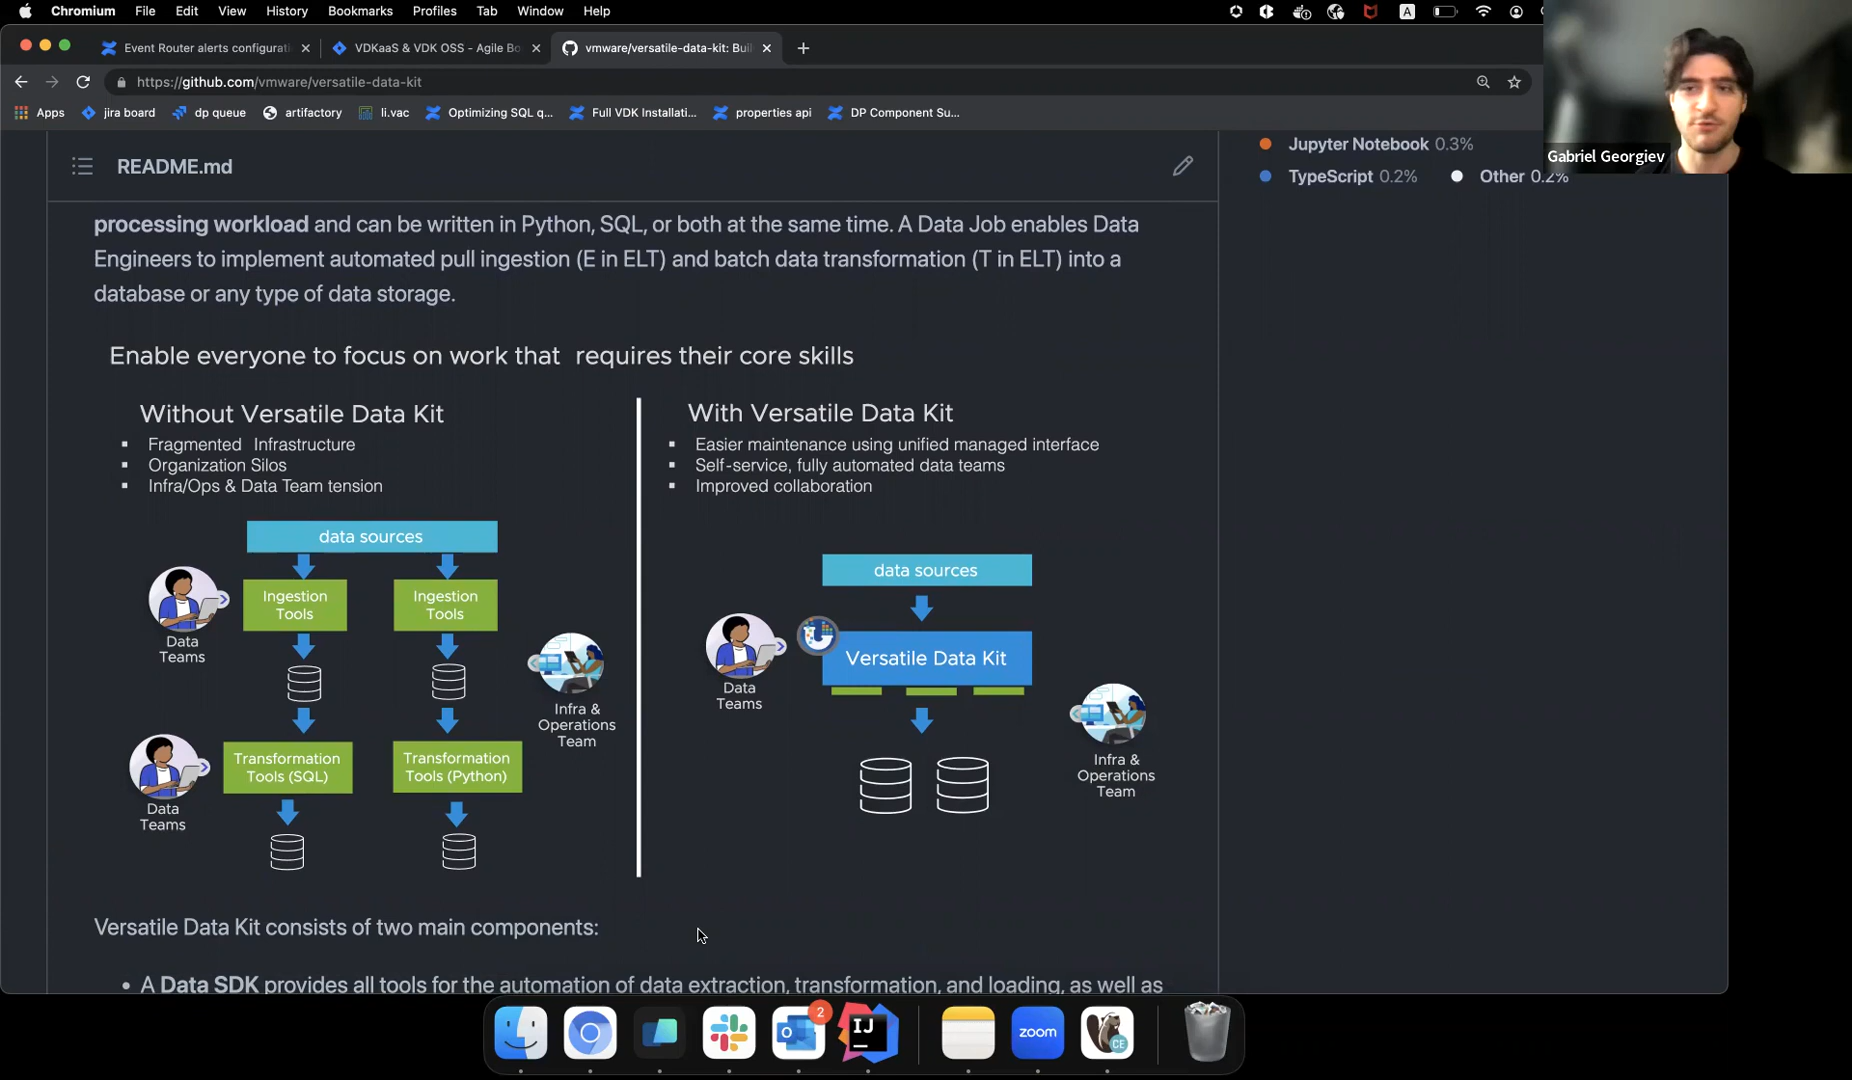 Chromium File Edit View History Bookmarks Profiles Tab Window Help
A
Event Router alerts configurati
VDKaaS & VDK OSS - Agile Bo
vmware/versatile-data-kit: Bui
https://github.com/vmware/versatile-data-kit
Apps jira board dp queue artifactory li.vac Optimizing SQL q... Full VDK Installati... properties api DP Component Su...
Gabriel Georgiev
README.md
Jupyter Notebook 0.3%
TypeScript 0.2% Other 0.2%
processing workload and can be written in Python, SQL, or both at the same time. A Data Job enables Data
Engineers to implement automated pull ingestion (E in ELT) and batch data transformation (T in ELT) into a
database or any type of data storage.
Enable everyone to focus on work that requires their core skills
Without Versatile Data Kit
▪ Fragmented Infrastructure
▪ Organization Silos
▪ Infra/Ops & Data Team tension
data sources
Ingestion
Tools
Ingestion
Tools
Data
Teams
Infra &
Operations
Team
Transformation
Tools (SQL)
Transformation
Tools (Python)
Data
Teams
With Versatile Data Kit
▪ Easier maintenance using unified managed interface
▪ Self-service, fully automated data teams
▪ Improved collaboration
data sources
Versatile Data Kit
Data
Teams
Infra &
Operations
Team
Versatile Data Kit consists of two main components:
• A Data SDK provides all tools for the automation of data extraction, transformation, and loading, as well as
2
IJ
zoom
CE